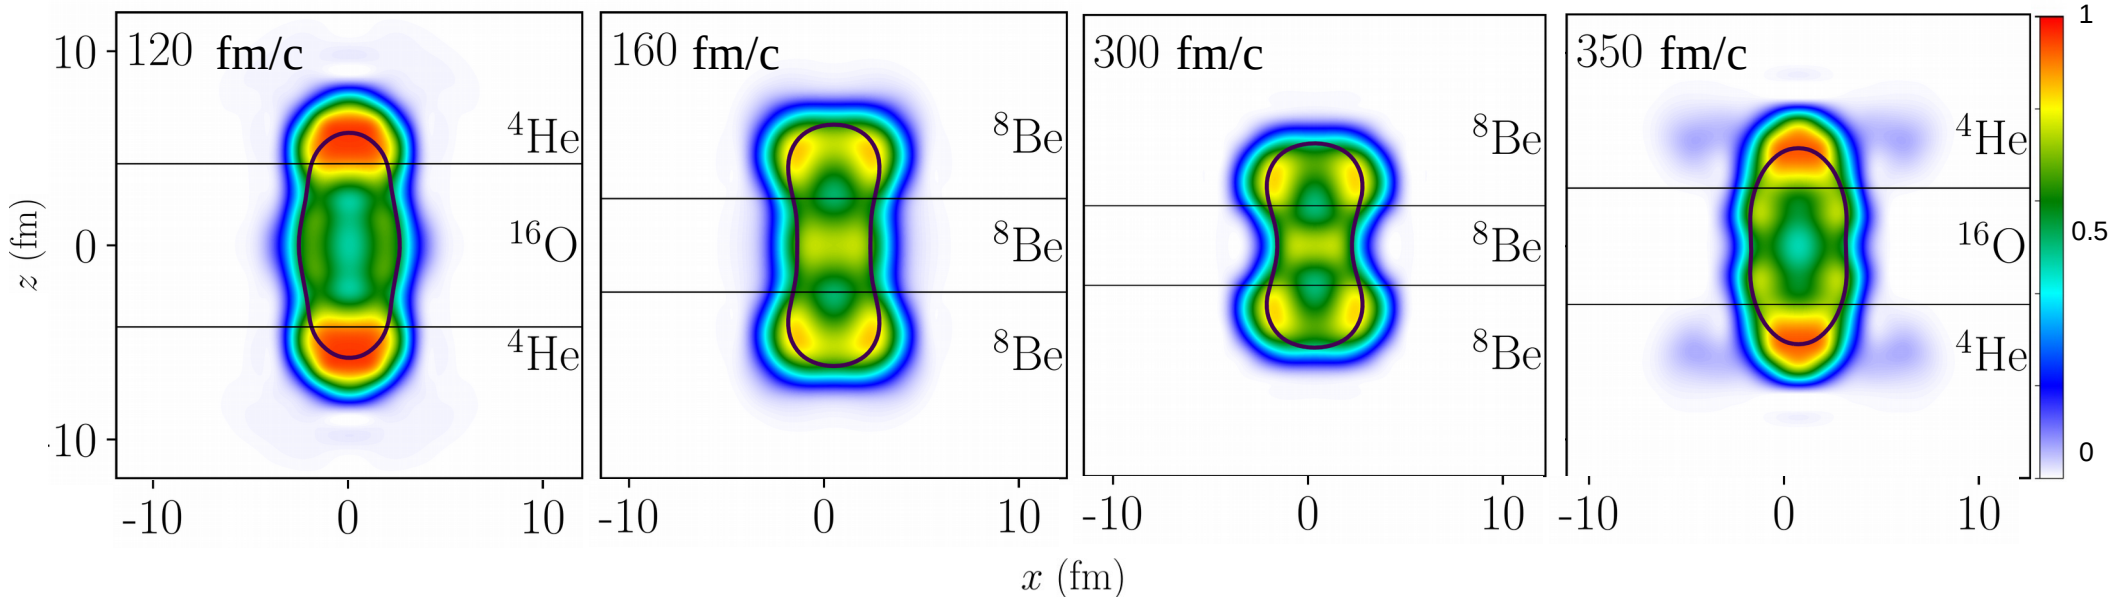 120 fm/c
160 fm/c
300 fm/c
350 fm/c
1
0.5
0
10
0
10
z (fm)
⁴He
¹⁶O
⁴He
⁸Be
⁸Be
⁸Be
⁸Be
⁸Be
⁸Be
⁴He
¹⁶O
⁴He
-10 0 10
-10 0 10
-10 0 10
-10 0 10
x (fm)